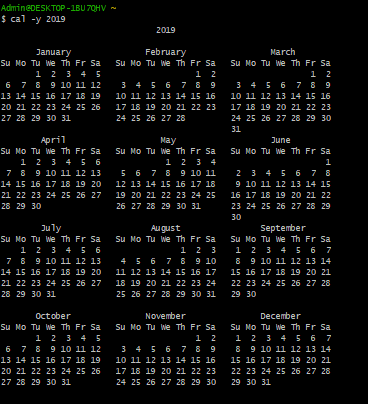 Admin@DESKTOP-1BU7QHV ~
$ cal -y 2019
                               2019

       January               February                 March
Su Mo Tu We Th Fr Sa   Su Mo Tu We Th Fr Sa   Su Mo Tu We Th Fr Sa
       1  2  3  4  5                   1  2                   1  2
 6  7  8  9 10 11 12    3  4  5  6  7  8  9    3  4  5  6  7  8  9
13 14 15 16 17 18 19   10 11 12 13 14 15 16   10 11 12 13 14 15 16
20 21 22 23 24 25 26   17 18 19 20 21 22 23   17 18 19 20 21 22 23
27 28 29 30 31         24 25 26 27 28         24 25 26 27 28 29 30
                                              31
        April                   May                   June
Su Mo Tu We Th Fr Sa   Su Mo Tu We Th Fr Sa   Su Mo Tu We Th Fr Sa
    1  2  3  4  5  6             1  2  3  4                      1
 7  8  9 10 11 12 13    5  6  7  8  9 10 11    2  3  4  5  6  7  8
14 15 16 17 18 19 20   12 13 14 15 16 17 18    9 10 11 12 13 14 15
21 22 23 24 25 26 27   19 20 21 22 23 24 25   16 17 18 19 20 21 22
28 29 30               26 27 28 29 30 31      23 24 25 26 27 28 29
                                              30
        July                  August                September
Su Mo Tu We Th Fr Sa   Su Mo Tu We Th Fr Sa   Su Mo Tu We Th Fr Sa
    1  2  3  4  5  6                1  2  3    1  2  3  4  5  6  7
 7  8  9 10 11 12 13    4  5  6  7  8  9 10    8  9 10 11 12 13 14
14 15 16 17 18 19 20   11 12 13 14 15 16 17   15 16 17 18 19 20 21
21 22 23 24 25 26 27   18 19 20 21 22 23 24   22 23 24 25 26 27 28
28 29 30 31            25 26 27 28 29 30 31   29 30

       October               November               December
Su Mo Tu We Th Fr Sa   Su Mo Tu We Th Fr Sa   Su Mo Tu We Th Fr Sa
       1  2  3  4  5                   1  2    1  2  3  4  5  6  7
 6  7  8  9 10 11 12    3  4  5  6  7  8  9    8  9 10 11 12 13 14
13 14 15 16 17 18 19   10 11 12 13 14 15 16   15 16 17 18 19 20 21
20 21 22 23 24 25 26   17 18 19 20 21 22 23   22 23 24 25 26 27 28
27 28 29 30 31         24 25 26 27 28 29 30   29 30 31